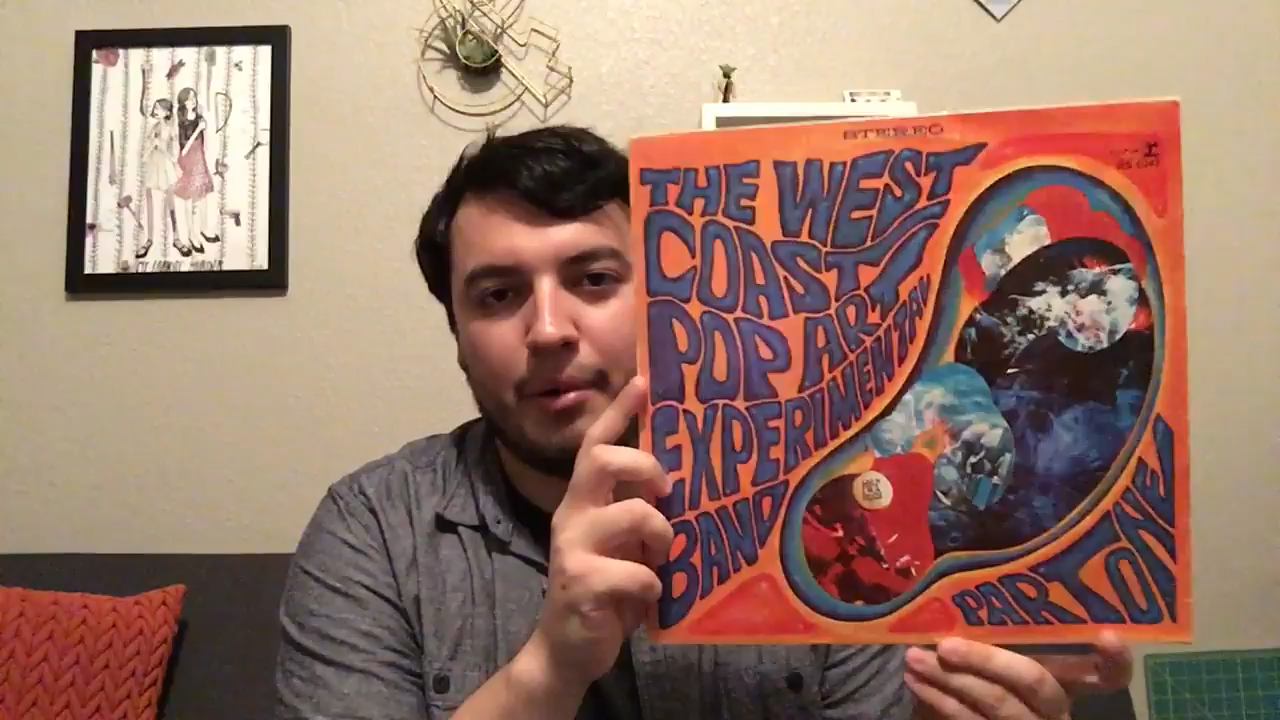 STEREO
THE WEST
COAST
POP ART
EXPERIMENTAL
BAND
PART ONE